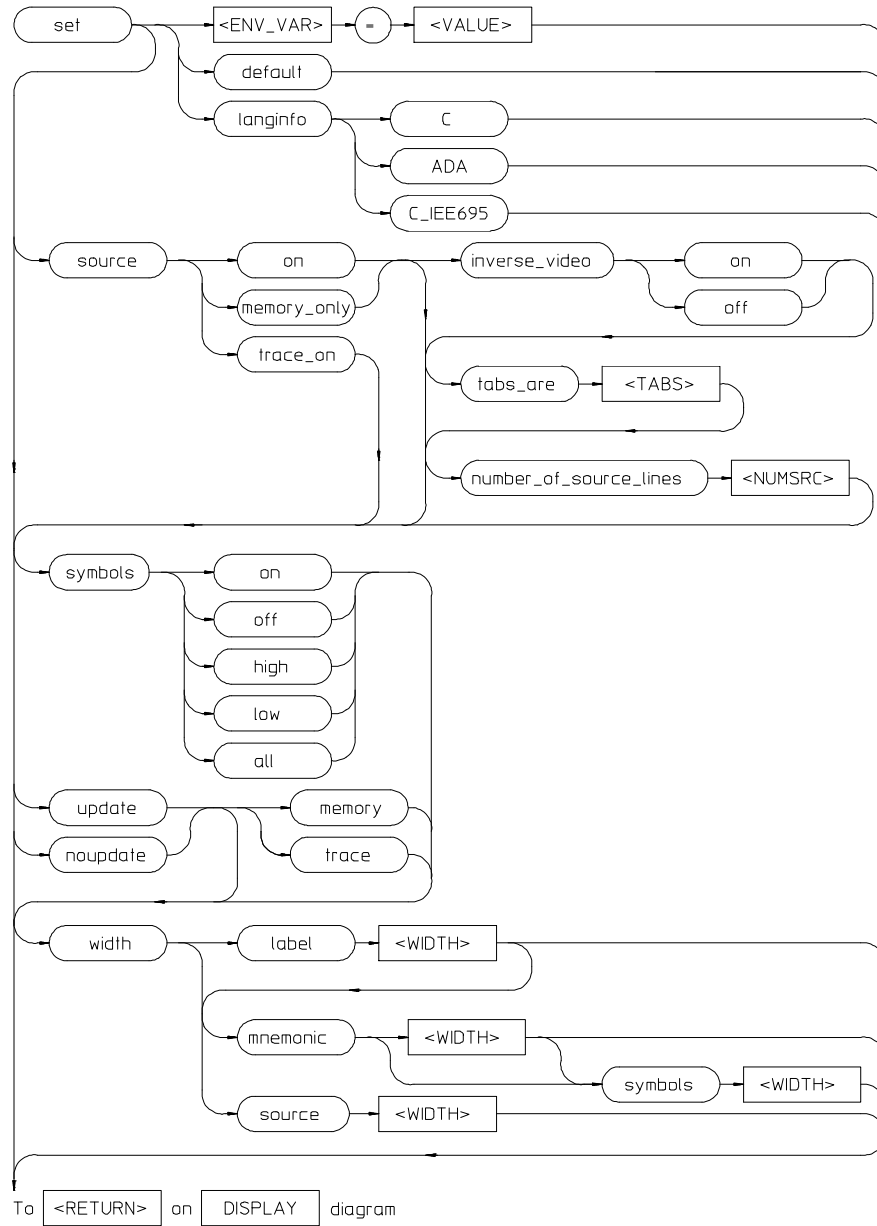 set <ENV_VAR> = <VALUE>
default
langinfo C
ADA
C_IEE695
source on inverse_video on
memory_only off
trace_on
tabs_are <TABS>
number_of_source_lines <NUMSRC>
symbols on
off
high
low
all
update memory
noupdate trace
width label <WIDTH>
mnemonic <WIDTH>
symbols <WIDTH>
source <WIDTH>
To <RETURN> on DISPLAY diagram